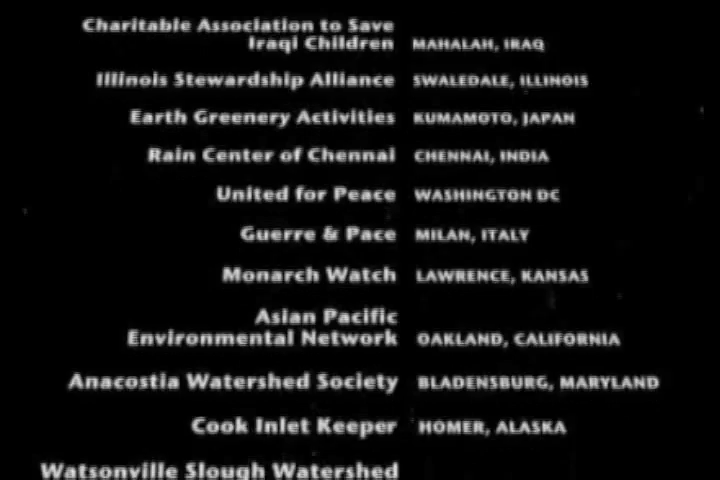 Charitable Association to Save
Iraqi Children MAHALAH, IRAQ
Illinois Stewardship Alliance SWALEDALE, ILLINOIS
Earth Greenery Activities KUMAMOTO, JAPAN
Rain Center of Chennai CHENNAI, INDIA
United for Peace WASHINGTON DC
Guerre & Pace MILAN, ITALY
Monarch Watch LAWRENCE, KANSAS
Asian Pacific
Environmental Network OAKLAND, CALIFORNIA
Anacostia Watershed Society BLADENSBURG, MARYLAND
Cook Inlet Keeper HOMER, ALASKA
Watsonville Slough Watershed